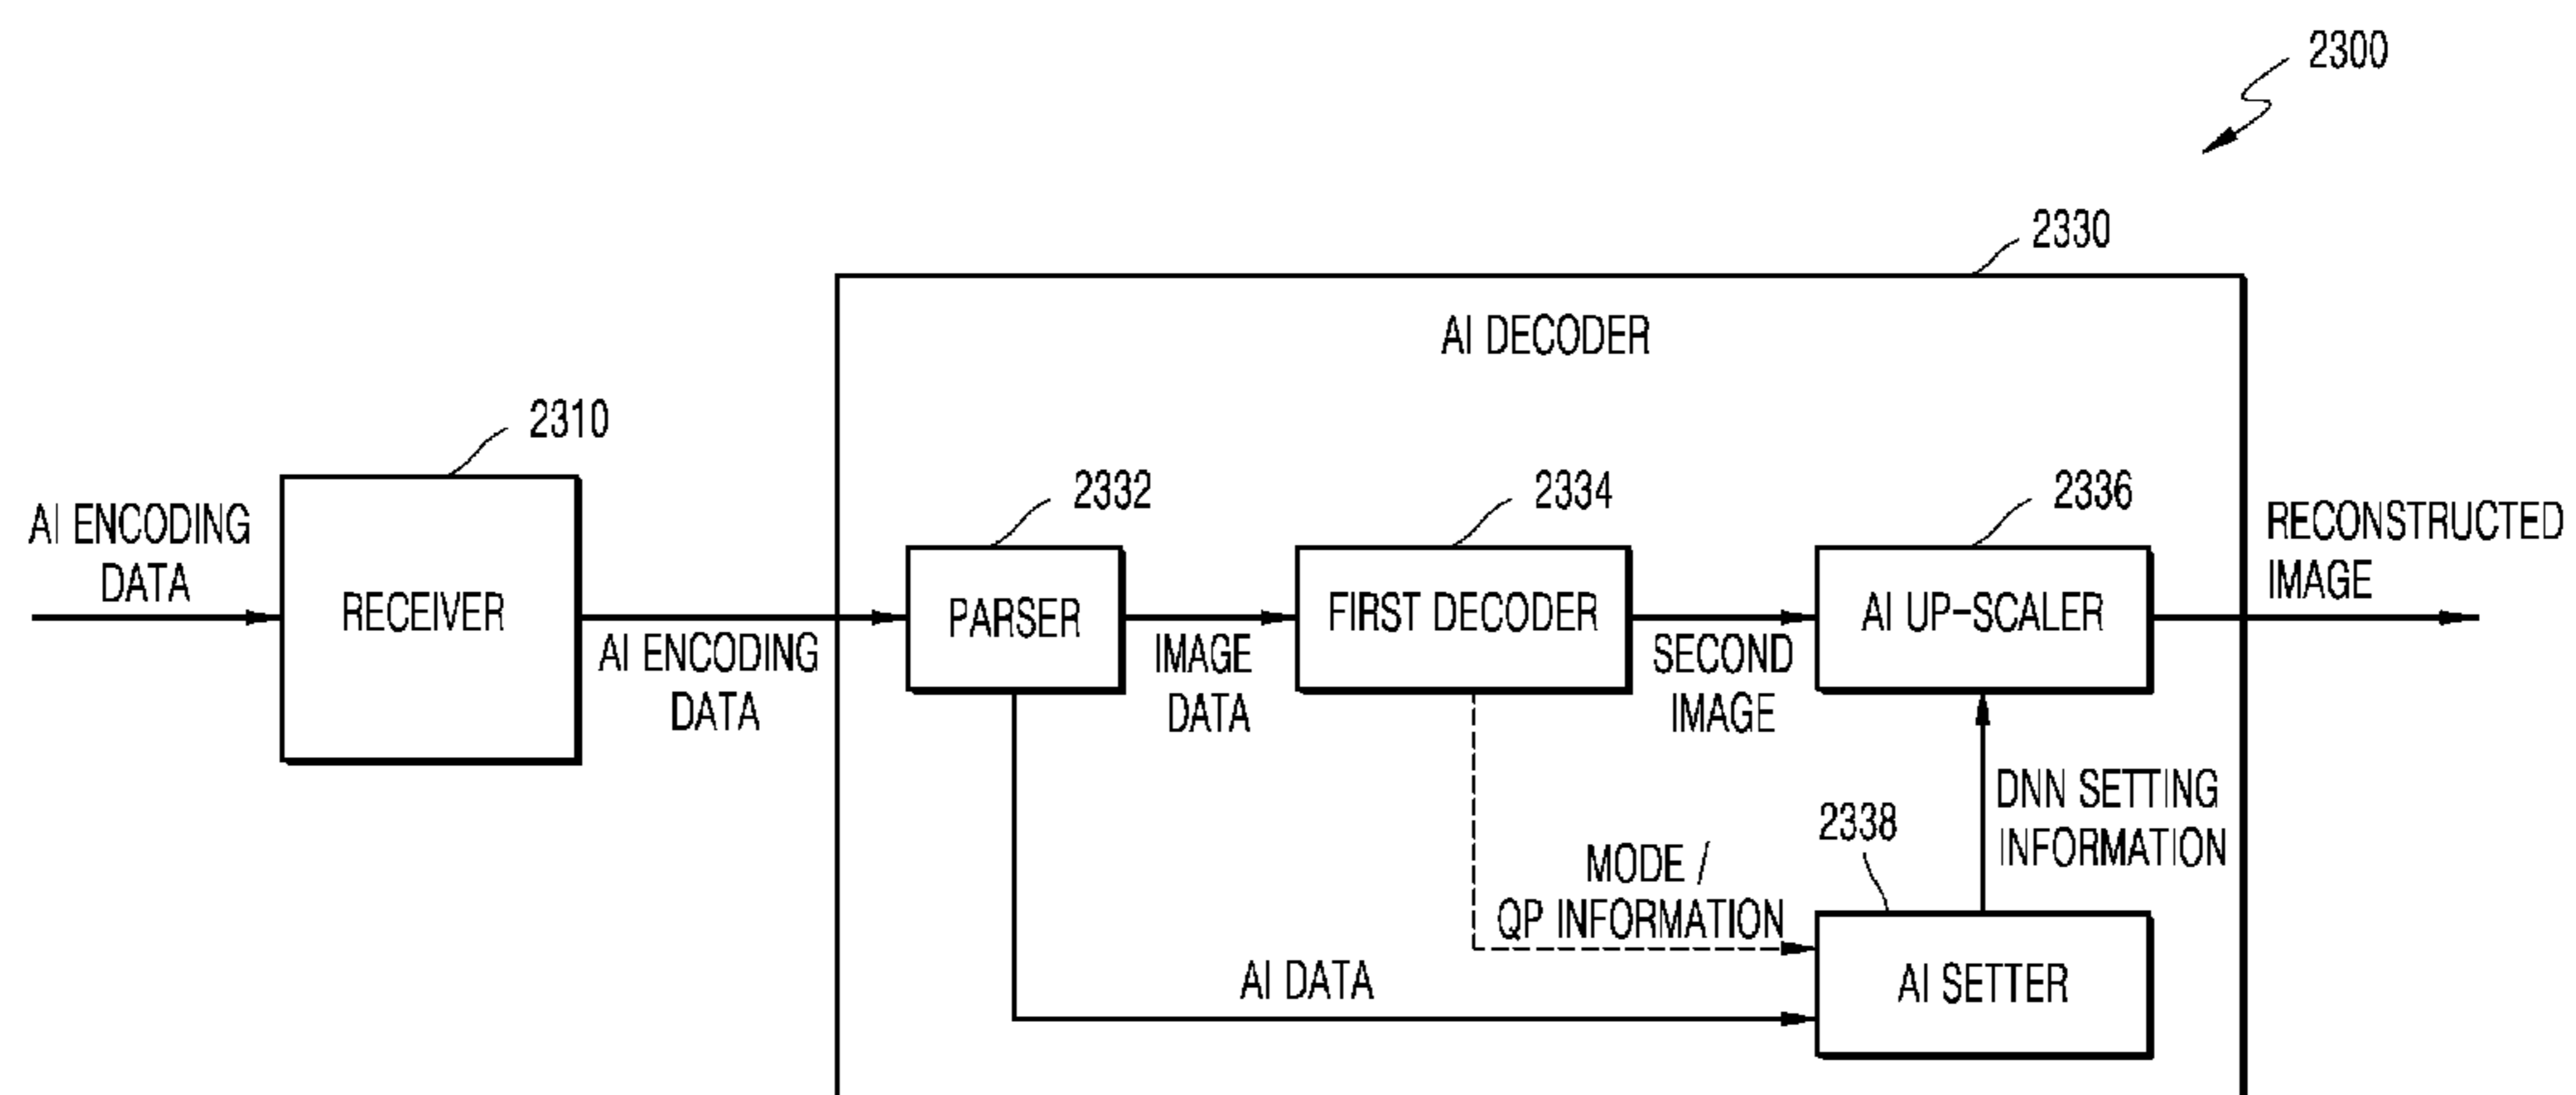 2300
2330
AI DECODER
2310
2332
2334
2336
AI ENCODING
DATA
RECEIVER
AI ENCODING
DATA
PARSER
IMAGE
DATA
FIRST DECODER
SECOND
IMAGE
AI UP-SCALER
RECONSTRUCTED
IMAGE
DNN SETTING
INFORMATION
2338
MODE /
QP INFORMATION
AI DATA
AI SETTER